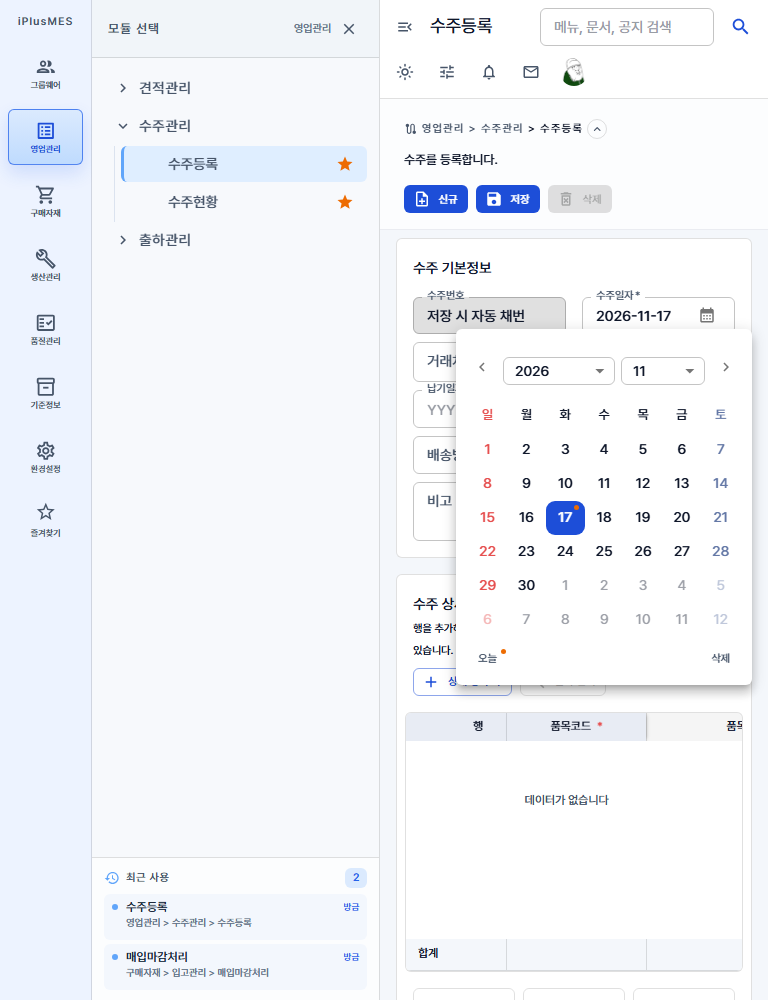 iPlusMES
그룹웨어
영업관리
구매자재
생산관리
품질관리
기준정보
환경설정
즐겨찾기
모듈 선택
영업관리
견적관리
수주관리
수주등록
수주현황
출하관리
최근 사용
2
수주등록
방금
영업관리 > 수주관리 > 수주등록
매입마감처리
방금
구매자재 > 입고관리 > 매입마감처리
수주등록
메뉴, 문서, 공지 검색
영업관리 > 수주관리 > 수주등록
수주를 등록합니다.
신규
저장
삭제
수주 기본정보
수주번호
저장 시 자동 채번
수주일자 *
2026-11-17
납기일
YYY
비고
2026
11
일 월 화 수 목 금 토
1 2 3 4 5 6 7
8 9 10 11 12 13 14
15 16 17 18 19 20 21
22 23 24 25 26 27 28
29 30 1 2 3 4 5
6 7 8 9 10 11 12
오늘
삭제
수주
행을
있습니다.
행
품목코드 *
데이터가 없습니다
합계